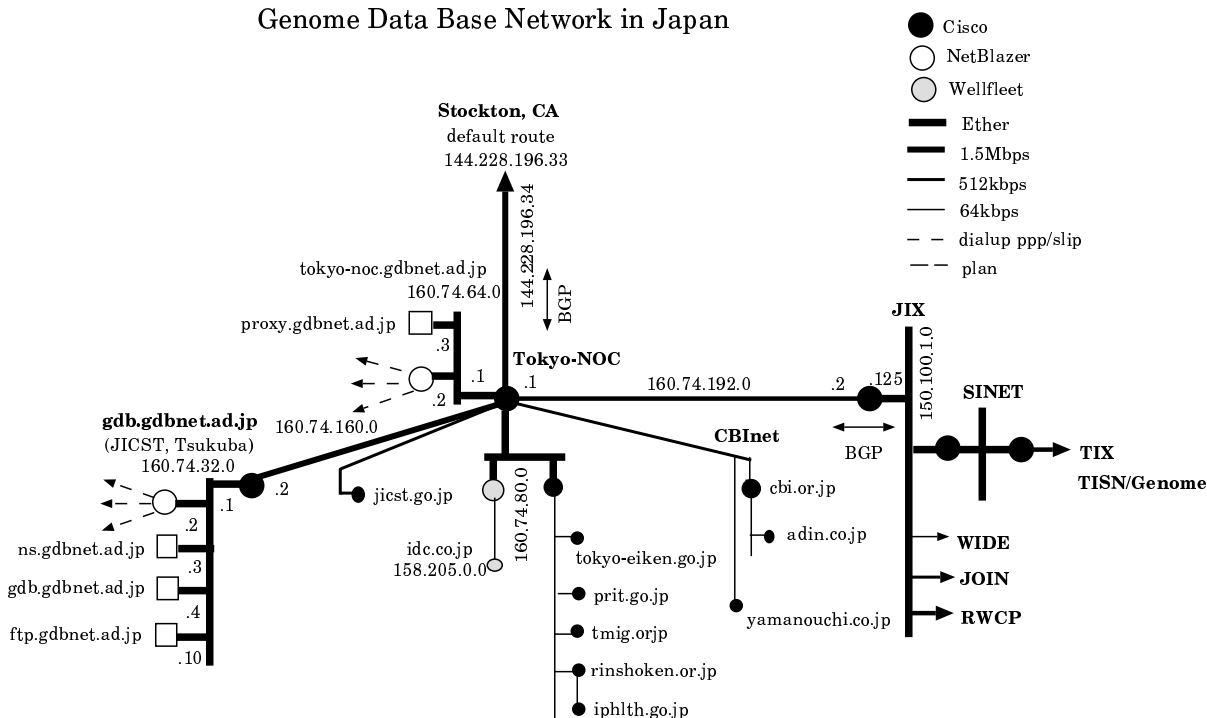 Genome Data Base Network in Japan
Cisco
NetBlazer
Wellfleet
Ether
1.5Mbps
512kbps
64kbps
dialup ppp/slip
plan
Stockton, CA
default route
144.228.196.33
144.228.196.34
BGP
tokyo-noc.gdbnet.ad.jp
160.74.64.0
proxy.gdbnet.ad.jp
.3
.1
.2
Tokyo-NOC
.1
160.74.192.0
.2
.125
BGP
JIX
150.100.1.0
SINET
TIX
TISN/Genome
WIDE
JOIN
RWCP
gdb.gdbnet.ad.jp
(JICST, Tsukuba)
160.74.32.0
160.74.160.0
.2
.1
.2
ns.gdbnet.ad.jp
.3
gdb.gdbnet.ad.jp
.4
ftp.gdbnet.ad.jp
.10
jicst.go.jp
160.74.80.0
idc.co.jp
158.205.0.0
tokyo-eiken.go.jp
prit.go.jp
tmig.orjp
rinshoken.or.jp
iphlth.go.jp
CBInet
cbi.or.jp
adin.co.jp
yamanouchi.co.jp